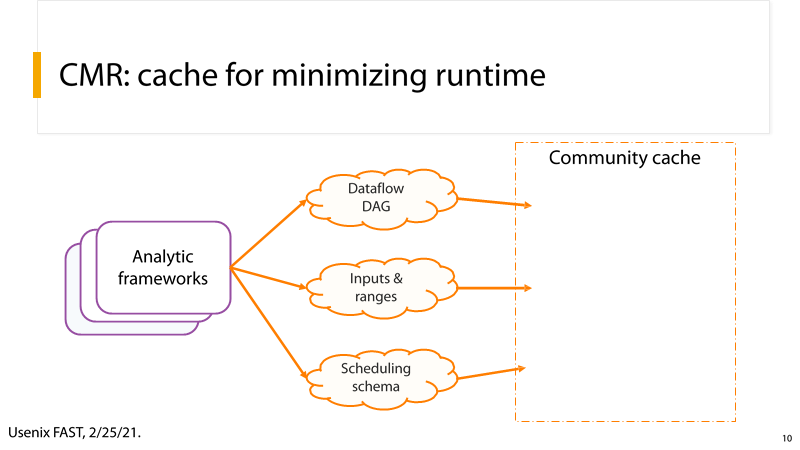 CMR: cache for minimizing runtime
Community cache
Dataflow
DAG
Analytic
frameworks
Inputs &
ranges
Scheduling
schema
Usenix FAST, 2/25/21.
10